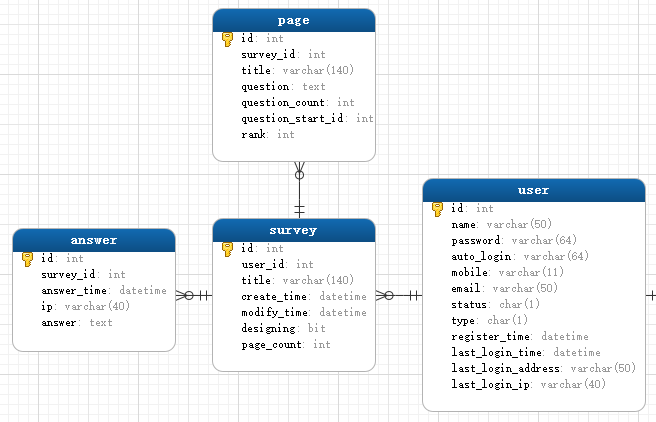 page
id: int
survey_id: int
title: varchar(140)
question: text
question_count: int
question_start_id: int
rank: int
user
id: int
name: varchar(50)
password: varchar(64)
auto_login: varchar(64)
mobile: varchar(11)
email: varchar(50)
status: char(1)
type: char(1)
register_time: datetime
last_login_time: datetime
last_login_address: varchar(50)
last_login_ip: varchar(40)
survey
id: int
user_id: int
title: varchar(140)
create_time: datetime
modify_time: datetime
designing: bit
page_count: int
answer
id: int
survey_id: int
answer_time: datetime
ip: varchar(40)
answer: text